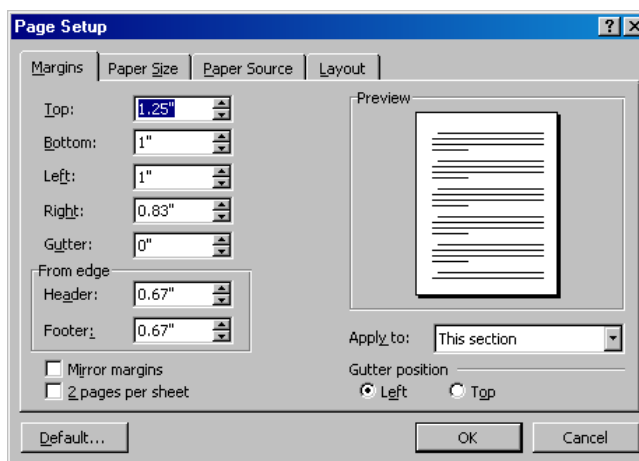 Page Setup
Margins Paper Size Paper Source Layout
Top: 1.25"
Bottom: 1"
Left: 1"
Right: 0.83"
Gutter: 0"
From edge
Header: 0.67"
Footer: 0.67"
Mirror margins
2 pages per sheet
Preview
Apply to: This section
Gutter position
Left Top
Default... OK Cancel